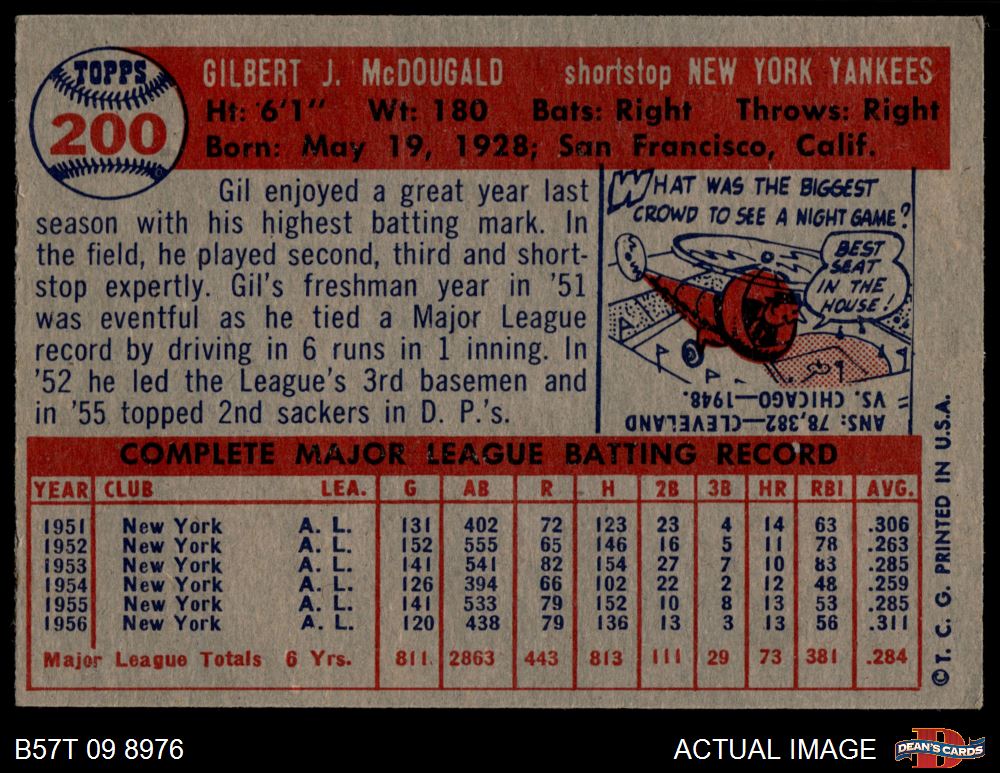 TOPPS
200
GILBERT J. McDOUGALD shortstop NEW YORK YANKEES
Ht: 6'1" Wt: 180 Bats: Right Throws: Right
Born: May 19, 1928; San Francisco, Calif.
Gil enjoyed a great year last
season with his highest batting mark. In
the field, he played second, third and short-
stop expertly. Gil's freshman year in '51
was eventful as he tied a Major League
record by driving in 6 runs in 1 inning. In
'52 he led the League's 3rd basemen and
in '55 topped 2nd sackers in D. P.'s.
WHAT WAS THE BIGGEST
CROWD TO SEE A NIGHT GAME?
BEST
SEAT
IN THE
HOUSE!
ANS: 78,382—CLEVELAND
VS. CHICAGO—1948.
COMPLETE MAJOR LEAGUE BATTING RECORD
YEAR CLUB LEA. G AB R H 2B 3B HR RBI AVG.
1951 New York A. L. 131 402 72 123 23 4 14 63 .306
1952 New York A. L. 152 555 65 146 16 5 11 78 .263
1953 New York A. L. 141 541 82 154 27 7 10 83 .285
1954 New York A. L. 126 394 66 102 22 2 12 48 .259
1955 New York A. L. 141 533 79 152 10 8 13 53 .285
1956 New York A. L. 120 438 79 136 13 3 13 56 .311
Major League Totals 6 Yrs. 811 2863 443 813 111 29 73 381 .284
©T. C. G. PRINTED IN U.S.A.
B57T 09 8976
ACTUAL IMAGE
DEAN'S CARDS